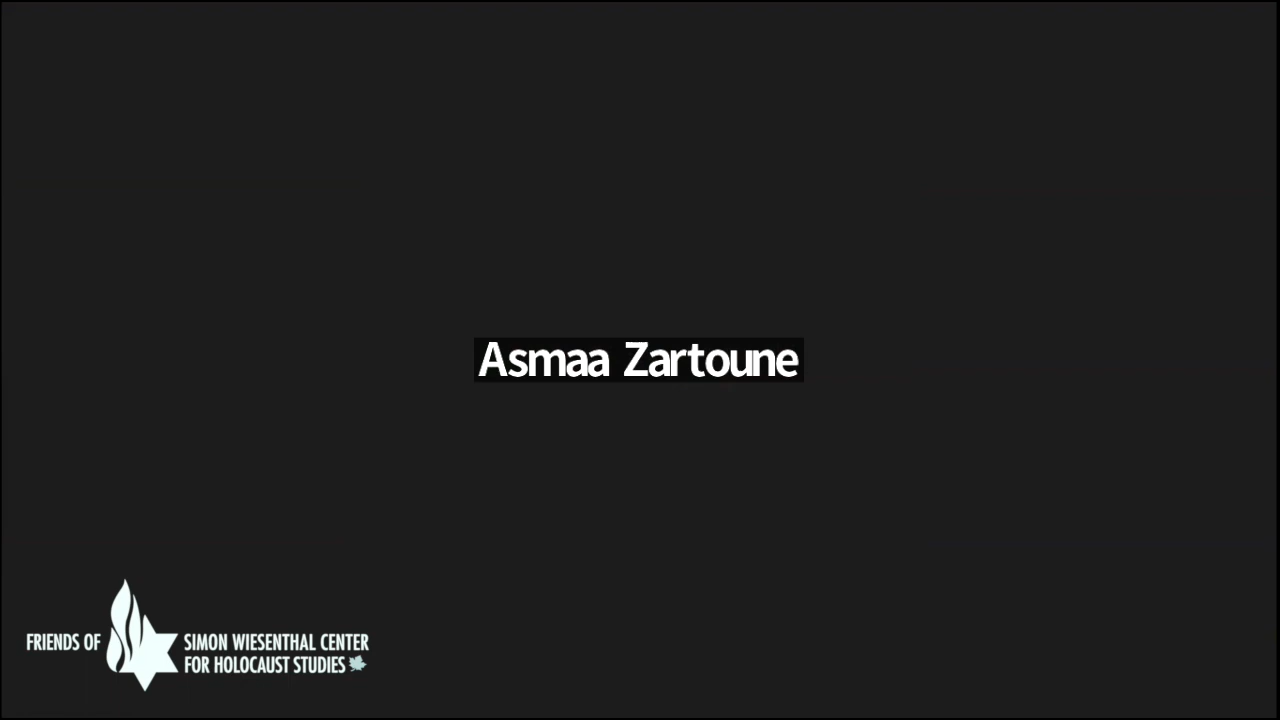 Asmaa Zartoune
FRIENDS OF
SIMON WIESENTHAL CENTER
FOR HOLOCAUST STUDIES